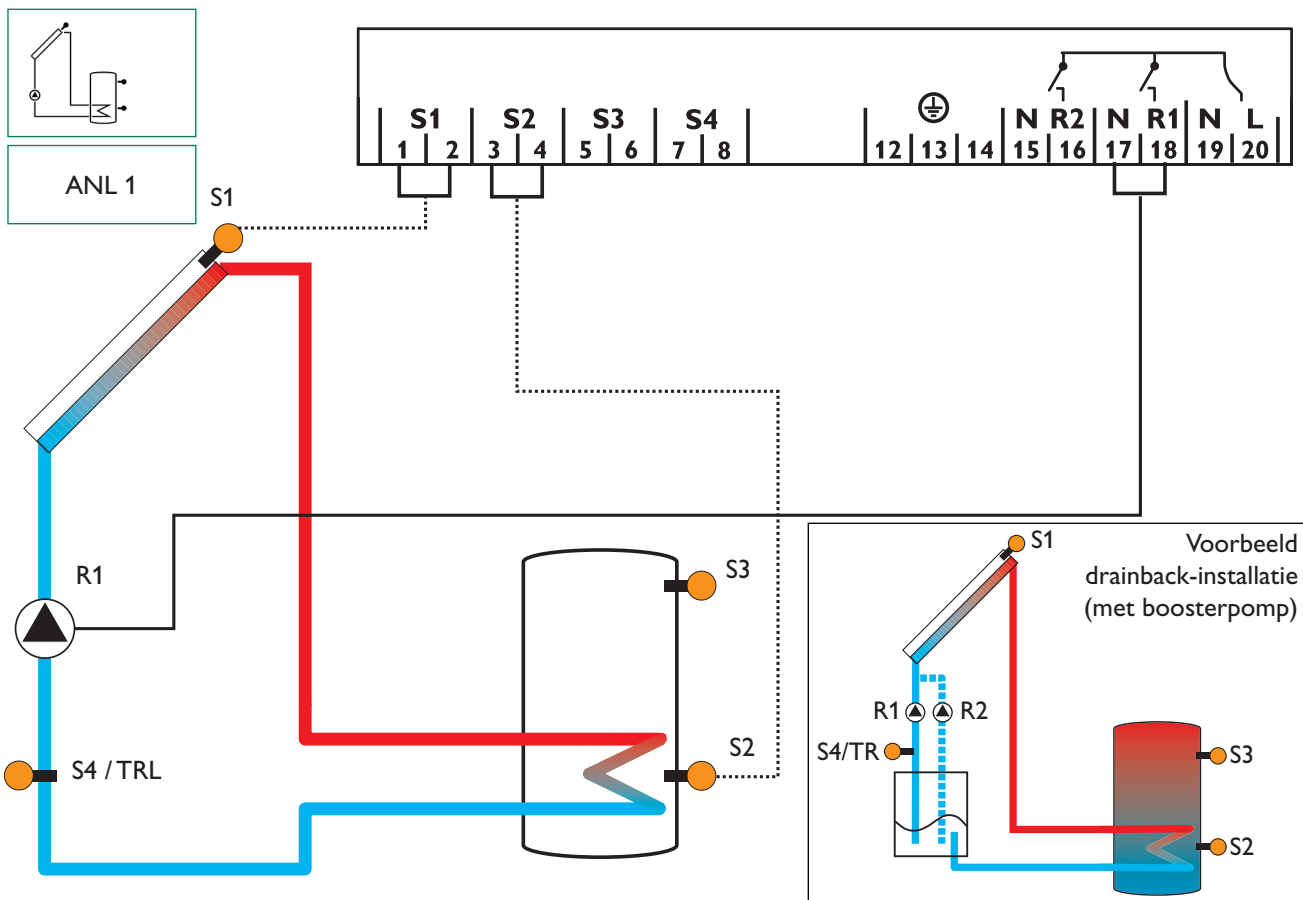 ANL 1
S1 S2 S3 S4 N R2 N R1 N L
1 2 3 4 5 6 7 8 12 13 14 15 16 17 18 19 20
S1
R1
S4 / TRL
S3
S2
Voorbeeld
drainback-installatie
(met boosterpomp)
S1
R1 R2
S4/TR
S3
S2